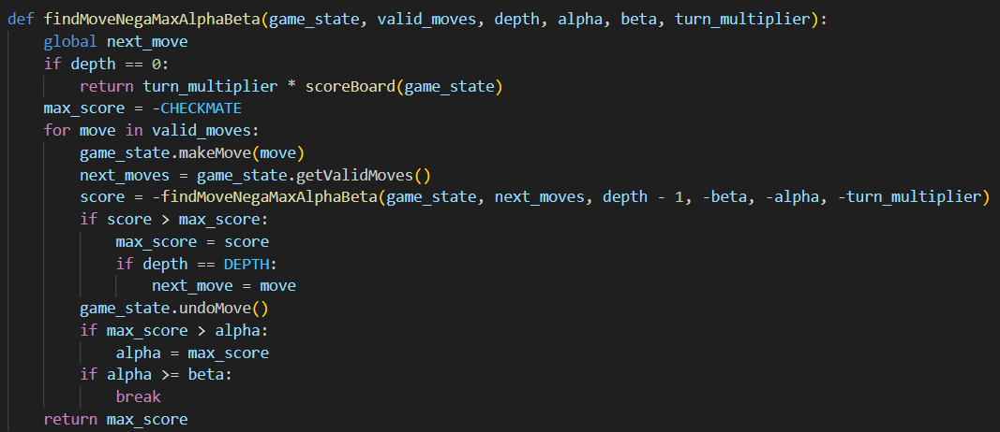 def findMoveNegaMaxAlphaBeta(game_state, valid_moves, depth, alpha, beta, turn_multiplier):
    global next_move
    if depth == 0:
        return turn_multiplier * scoreBoard(game_state)
    max_score = -CHECKMATE
    for move in valid_moves:
        game_state.makeMove(move)
        next_moves = game_state.getValidMoves()
        score = -findMoveNegaMaxAlphaBeta(game_state, next_moves, depth - 1, -beta, -alpha, -turn_multiplier)
        if score > max_score:
            max_score = score
            if depth == DEPTH:
                next_move = move
        game_state.undoMove()
        if max_score > alpha:
            alpha = max_score
        if alpha >= beta:
            break
    return max_score